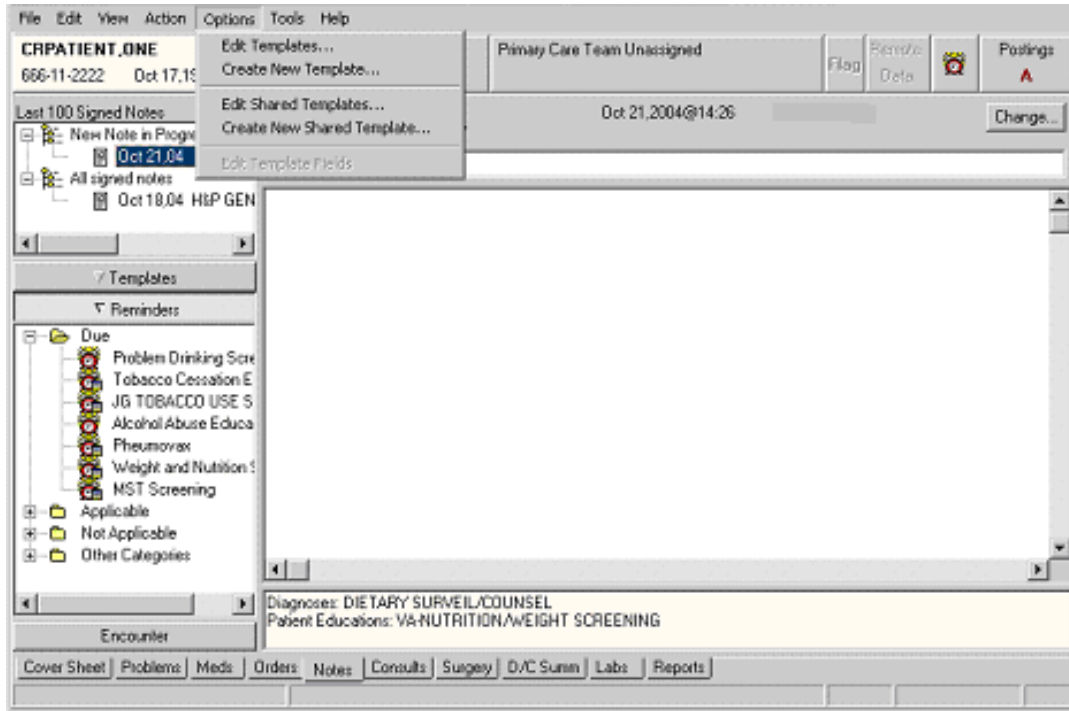 File Edit View Action Options Tools Help
CRPATIENT,ONE
666-11-2222 Oct 17,19
Primary Care Team Unassigned
Flag
Remote
Data
Postings
A
Edit Templates...
Create New Template...
Edit Shared Templates...
Create New Shared Template...
Edit Template Fields
Last 100 Signed Notes
Oct 21,2004@14:26
Change...
New Note in Progre
Oct 21,04
All signed notes
Oct 18,04 H&P GEN
Templates
Reminders
Due
Problem Drinking Scre
Tobacco Cessation E
JG TOBACCO USE S
Alcohol Abuse Educa
Pheumovax
Weight and Nutrition S
MST Screening
Applicable
Not Applicable
Other Categories
Encounter
Diagnoses: DIETARY SURVEIL/COUNSEL
Patient Educations: VA-NUTRITION/WEIGHT SCREENING
Cover Sheet Problems Meds Orders Notes Consults Surgery D/C Summ Labs Reports